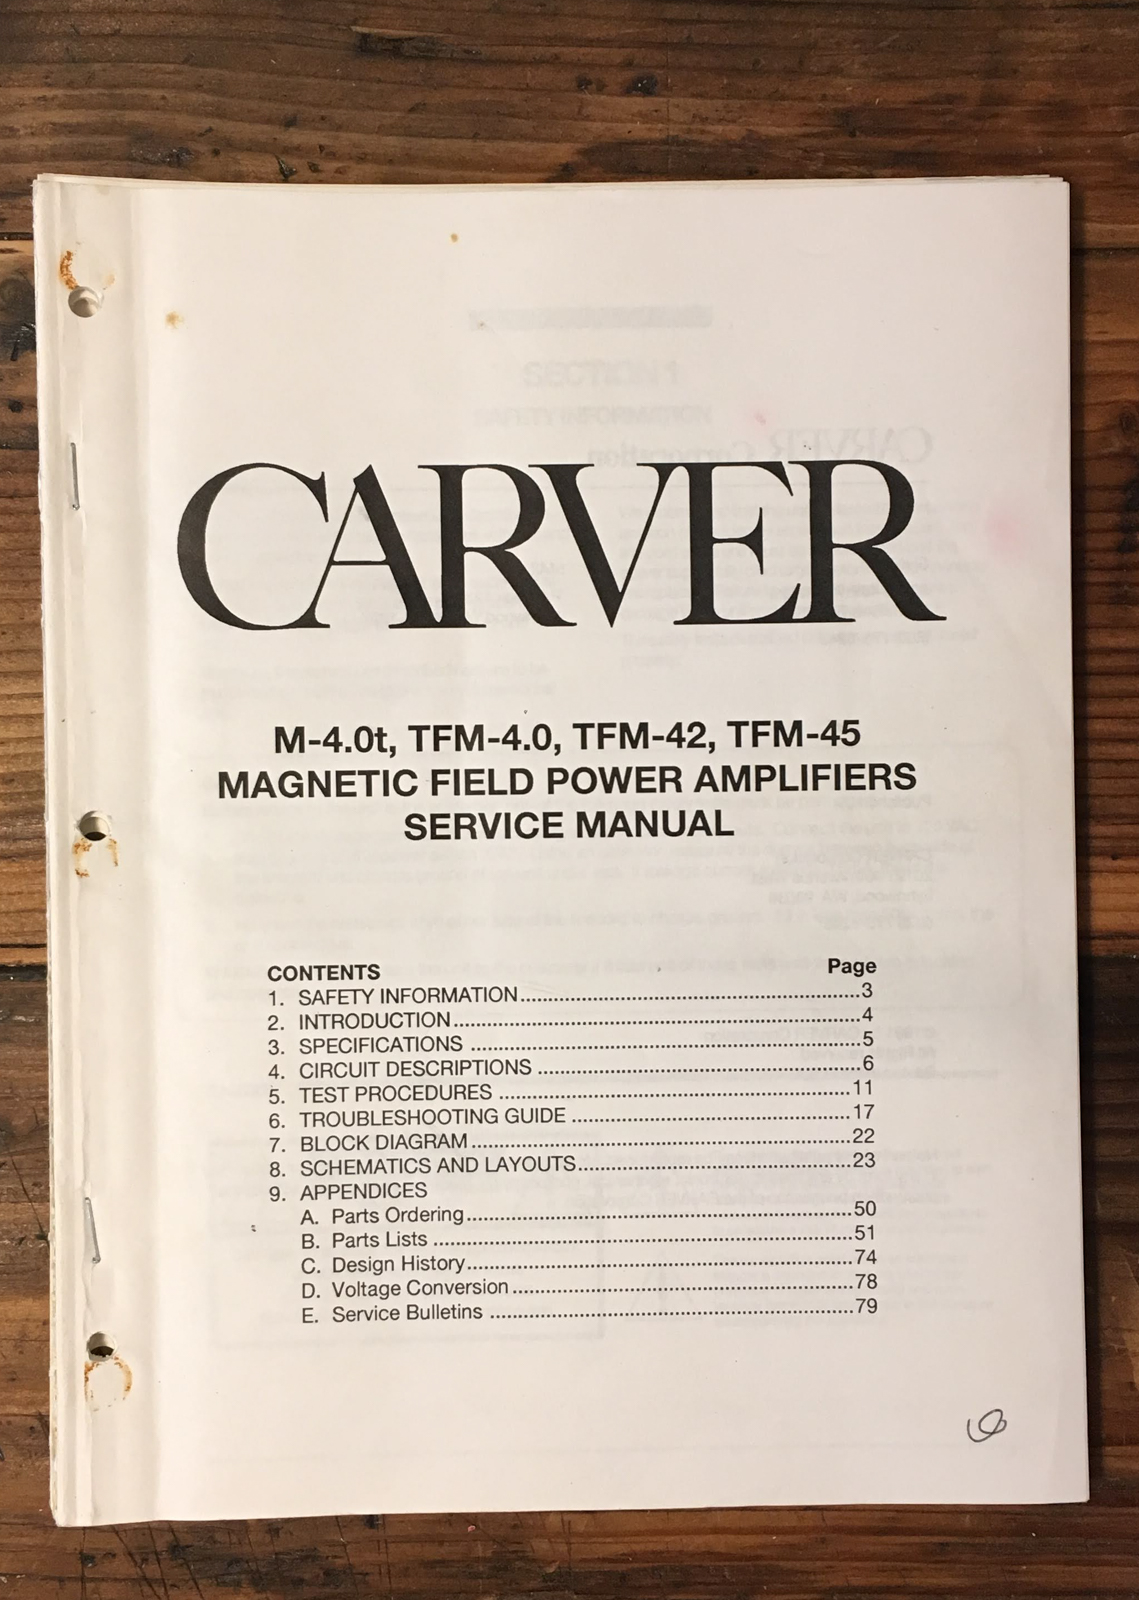 CARVER
M-4.0t, TFM-4.0, TFM-42, TFM-45
MAGNETIC FIELD POWER AMPLIFIERS
SERVICE MANUAL
CONTENTS Page
1. SAFETY INFORMATION............................................................3
2. INTRODUCTION........................................................................4
3. SPECIFICATIONS .....................................................................5
4. CIRCUIT DESCRIPTIONS .........................................................6
5. TEST PROCEDURES ..............................................................11
6. TROUBLESHOOTING GUIDE .................................................17
7. BLOCK DIAGRAM...................................................................22
8. SCHEMATICS AND LAYOUTS................................................23
9. APPENDICES
A. Parts Ordering....................................................................50
B. Parts Lists ..........................................................................51
C. Design History....................................................................74
D. Voltage Conversion............................................................78
E. Service Bulletins ................................................................79